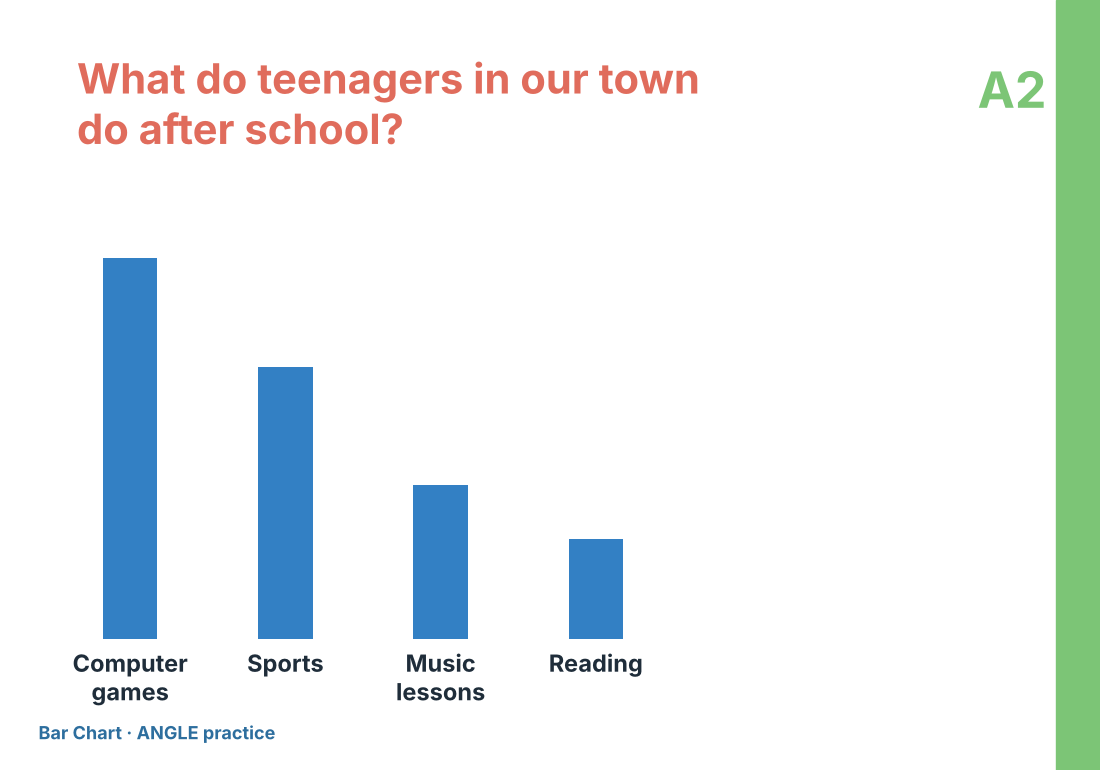 What do teenagers in our town
do after school?
A2
Computer
games
Sports
Music
lessons
Reading
Bar Chart · ANGLE practice